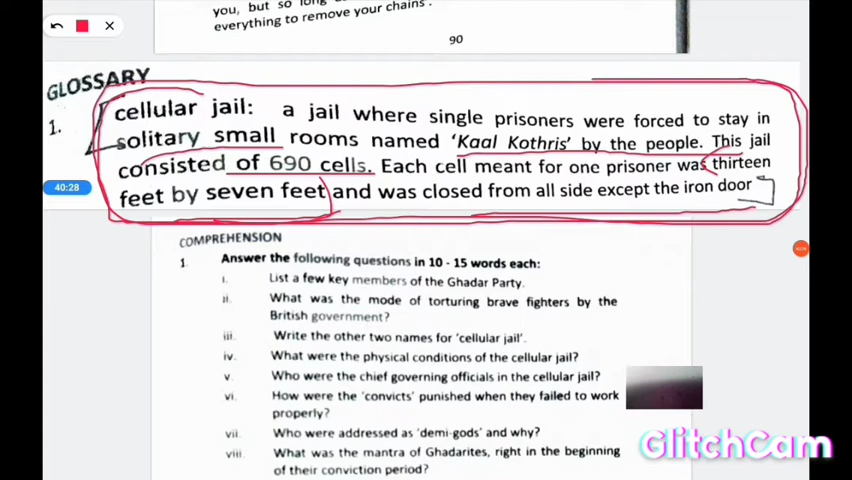 you, but so long
everything to remove your chains'.
90
GLOSSARY
1. cellular jail: a jail where single prisoners were forced to stay in
solitary small rooms named 'Kaal Kothris' by the people. This jail
consisted of 690 cells. Each cell meant for one prisoner was thirteen
feet by seven feet and was closed from all side except the iron door
40:28
COMPREHENSION
1. Answer the following questions in 10 - 15 words each:
i. List a few key members of the Ghadar Party.
ii. What was the mode of torturing brave fighters by the
British government?
iii. Write the other two names for 'cellular jail'.
iv. What were the physical conditions of the cellular jail?
v. Who were the chief governing officials in the cellular jail?
vi. How were the 'convicts' punished when they failed to work
properly?
vii. Who were addressed as 'demi-gods' and why?
viii. What was the mantra of Ghadarites, right in the beginning
of their conviction period?
GlitchCam